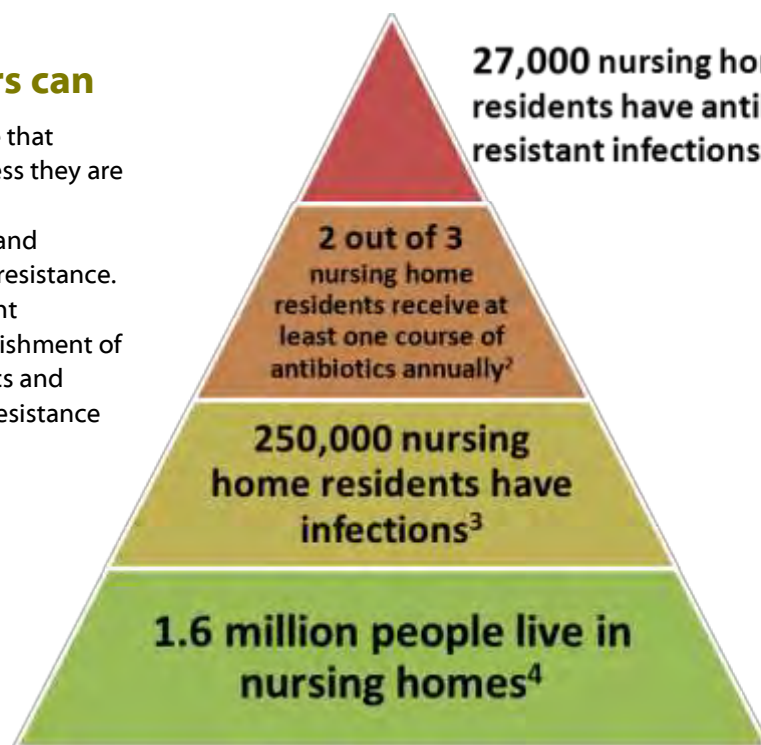 rs can
that
ess they are
and
resistance.
nt
ishment of
ts and
esistance
27,000 nursing hor
residents have anti
resistant infections
2 out of 3
nursing home
residents receive at
least one course of
antibiotics annually²
250,000 nursing
home residents have
infections³
1.6 million people live in
nursing homes⁴